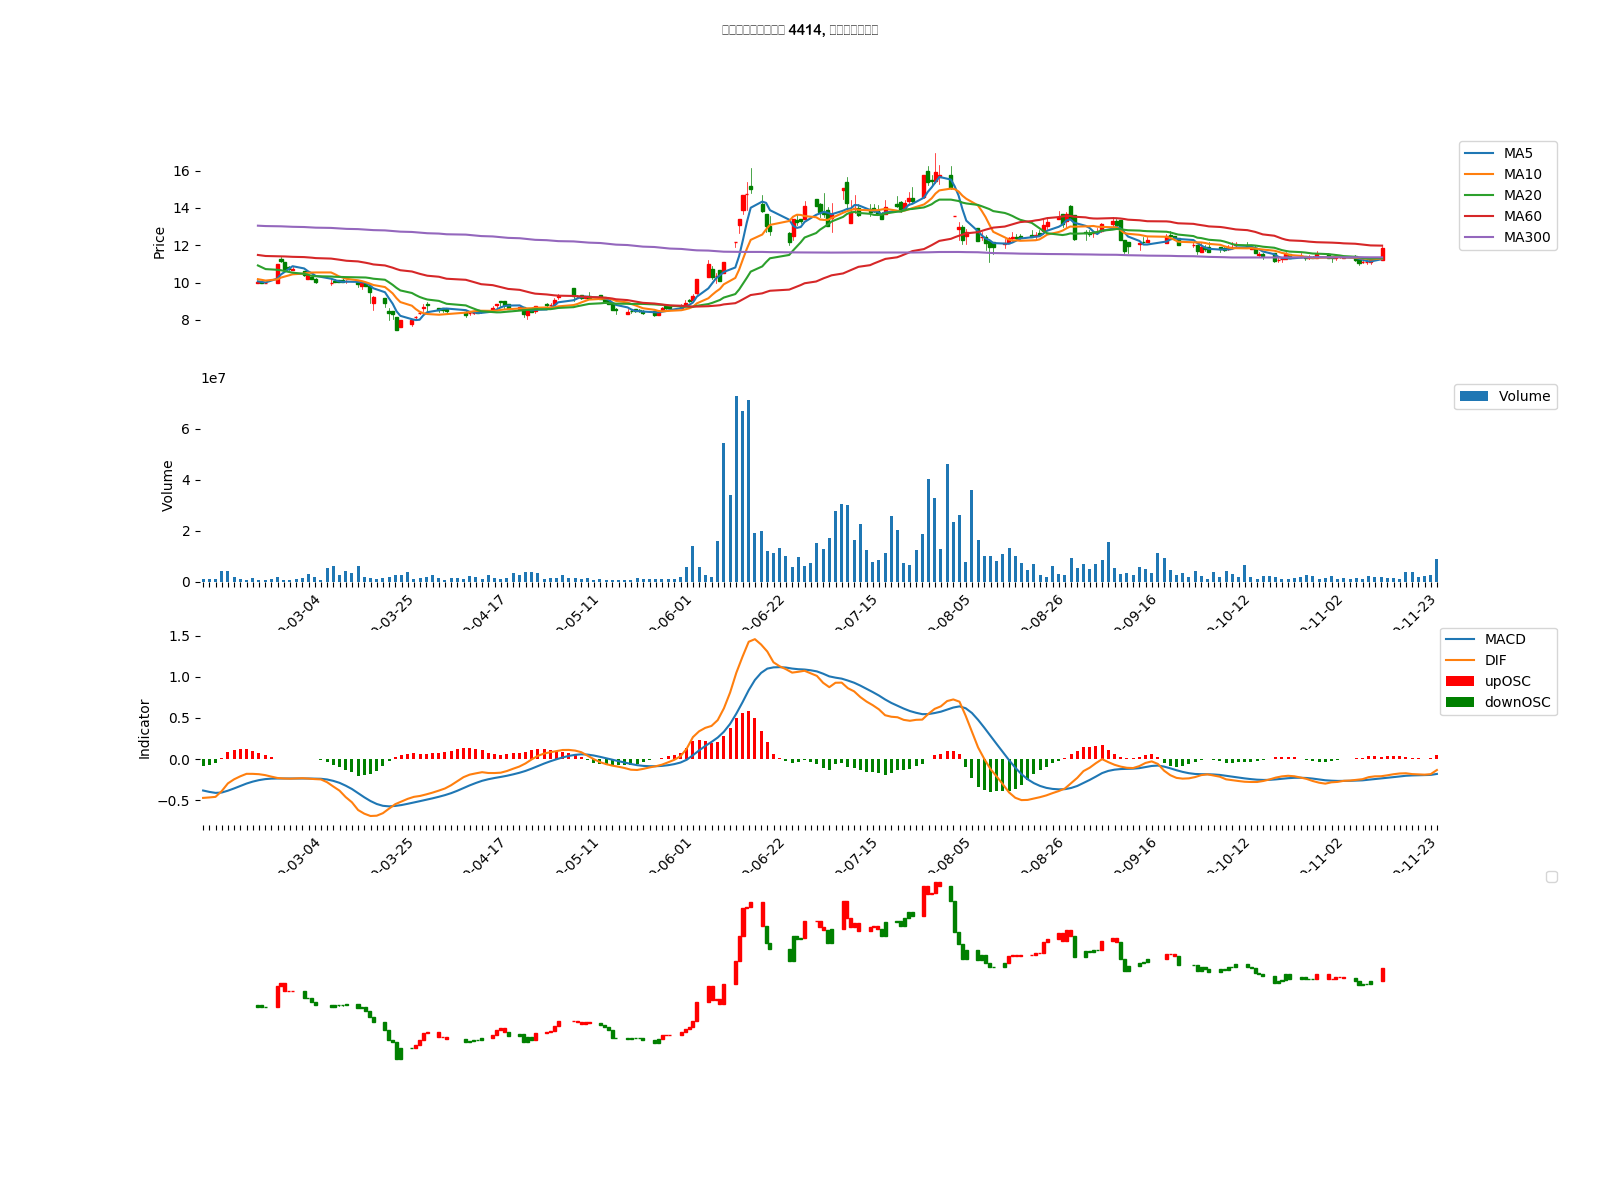 4414,
16
14
12
10
8
Price
MA5
MA10
MA20
MA60
MA300
1e7
6
4
2
0
Volume
Volume
-03-04
-03-25
-04-17
-05-11
-06-01
-06-22
-07-15
-08-05
-08-26
-09-16
-10-12
-11-02
-11-23
1.5
1.0
0.5
0.0
−0.5
Indicator
MACD
DIF
upOSC
downOSC
-03-04
-03-25
-04-17
-05-11
-06-01
-06-22
-07-15
-08-05
-08-26
-09-16
-10-12
-11-02
-11-23